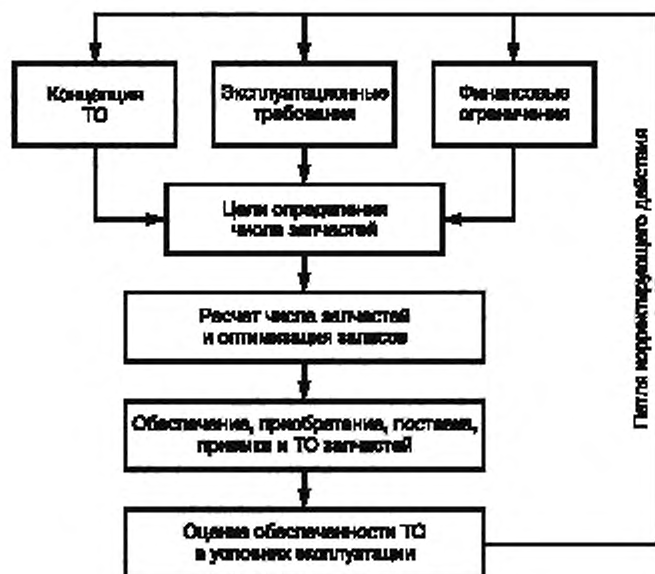 Концепция
ТО
Эксплуатационные
требования
Финансовые
ограничения
Цели определения
числа запчастей
Расчет числа запчастей
и оптимизация запасов
Обеспечение, приобретение, поставка,
приемка и ТО запчастей
Оценка обеспеченности ТО
в условиях эксплуатации
Петля корректирующего действия